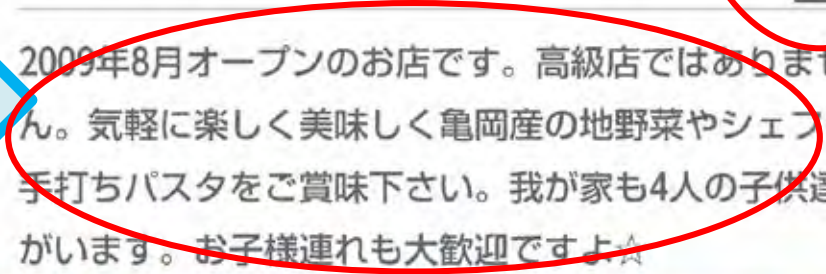 2009年8月オープンのお店です。高級店ではありませ
ん。気軽に楽しく美味しく亀岡産の地野菜やシェフ
手打ちパスタをご賞味下さい。我が家も4人の子供達
がいます。お子様連れも大歓迎ですよ☆